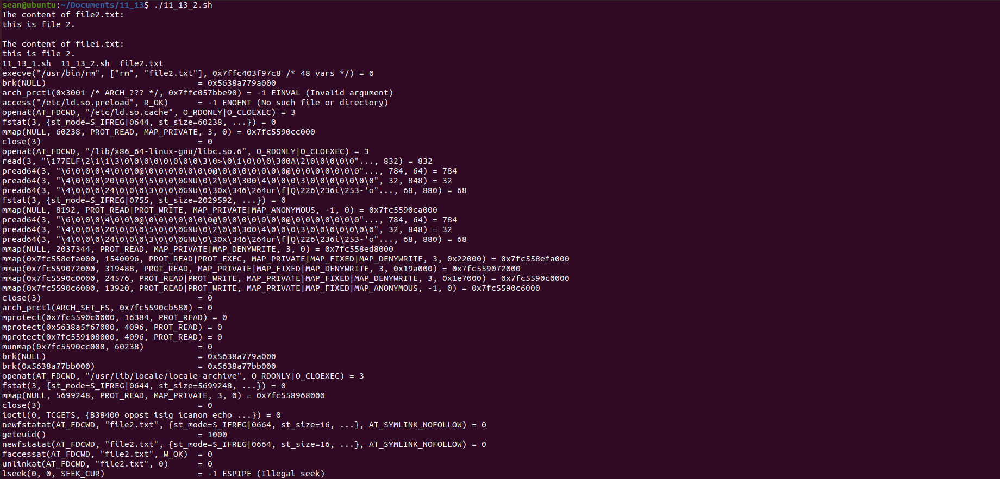 sean@ubuntu:~/Documents/11_13$ ./11_13_2.sh
The content of file2.txt:
this is file 2.

The content of file1.txt:
this is file 2.
11_13_1.sh  11_13_2.sh  file2.txt
execve("/usr/bin/rm", ["rm", "file2.txt"], 0x7ffc403f97c8 /* 48 vars */) = 0
brk(NULL)                               = 0x5638a779a000
arch_prctl(0x3001 /* ARCH_??? */, 0x7ffc057bbe90) = -1 EINVAL (Invalid argument)
access("/etc/ld.so.preload", R_OK)      = -1 ENOENT (No such file or directory)
openat(AT_FDCWD, "/etc/ld.so.cache", O_RDONLY|O_CLOEXEC) = 3
fstat(3, {st_mode=S_IFREG|0644, st_size=60238, ...}) = 0
mmap(NULL, 60238, PROT_READ, MAP_PRIVATE, 3, 0) = 0x7fc5590cc000
close(3)                                = 0
openat(AT_FDCWD, "/lib/x86_64-linux-gnu/libc.so.6", O_RDONLY|O_CLOEXEC) = 3
read(3, "\177ELF\2\1\1\3\0\0\0\0\0\0\0\0\3\0>\0\1\0\0\0\300A\2\0\0\0\0\0"..., 832) = 832
pread64(3, "\6\0\0\0\4\0\0\0@\0\0\0\0\0\0\0@\0\0\0\0\0\0\0@\0\0\0\0\0\0\0"..., 784, 64) = 784
pread64(3, "\4\0\0\0\20\0\0\0\5\0\0\0GNU\0\2\0\0\300\4\0\0\0\3\0\0\0\0\0\0\0", 32, 848) = 32
pread64(3, "\4\0\0\0\24\0\0\0\3\0\0\0GNU\0\30x\346\264ur\f|Q\226\236i\253-'o"..., 68, 880) = 68
fstat(3, {st_mode=S_IFREG|0755, st_size=2029592, ...}) = 0
mmap(NULL, 8192, PROT_READ|PROT_WRITE, MAP_PRIVATE|MAP_ANONYMOUS, -1, 0) = 0x7fc5590ca000
pread64(3, "\6\0\0\0\4\0\0\0@\0\0\0\0\0\0\0@\0\0\0\0\0\0\0@\0\0\0\0\0\0\0"..., 784, 64) = 784
pread64(3, "\4\0\0\0\20\0\0\0\5\0\0\0GNU\0\2\0\0\300\4\0\0\0\3\0\0\0\0\0\0\0", 32, 848) = 32
pread64(3, "\4\0\0\0\24\0\0\0\3\0\0\0GNU\0\30x\346\264ur\f|Q\226\236i\253-'o"..., 68, 880) = 68
mmap(NULL, 2037344, PROT_READ, MAP_PRIVATE|MAP_DENYWRITE, 3, 0) = 0x7fc558ed8000
mmap(0x7fc558efa000, 1540096, PROT_READ|PROT_EXEC, MAP_PRIVATE|MAP_FIXED|MAP_DENYWRITE, 3, 0x22000) = 0x7fc558efa000
mmap(0x7fc559072000, 319488, PROT_READ, MAP_PRIVATE|MAP_FIXED|MAP_DENYWRITE, 3, 0x19a000) = 0x7fc559072000
mmap(0x7fc5590c0000, 24576, PROT_READ|PROT_WRITE, MAP_PRIVATE|MAP_FIXED|MAP_DENYWRITE, 3, 0x1e7000) = 0x7fc5590c0000
mmap(0x7fc5590c6000, 13920, PROT_READ|PROT_WRITE, MAP_PRIVATE|MAP_FIXED|MAP_ANONYMOUS, -1, 0) = 0x7fc5590c6000
close(3)                                = 0
arch_prctl(ARCH_SET_FS, 0x7fc5590cb580) = 0
mprotect(0x7fc5590c0000, 16384, PROT_READ) = 0
mprotect(0x5638a5f67000, 4096, PROT_READ) = 0
mprotect(0x7fc559108000, 4096, PROT_READ) = 0
munmap(0x7fc5590cc000, 60238)           = 0
brk(NULL)                               = 0x5638a779a000
brk(0x5638a77bb000)                     = 0x5638a77bb000
openat(AT_FDCWD, "/usr/lib/locale/locale-archive", O_RDONLY|O_CLOEXEC) = 3
fstat(3, {st_mode=S_IFREG|0644, st_size=5699248, ...}) = 0
mmap(NULL, 5699248, PROT_READ, MAP_PRIVATE, 3, 0) = 0x7fc558968000
close(3)                                = 0
ioctl(0, TCGETS, {B38400 opost isig icanon echo ...}) = 0
newfstatat(AT_FDCWD, "file2.txt", {st_mode=S_IFREG|0664, st_size=16, ...}, AT_SYMLINK_NOFOLLOW) = 0
geteuid()                               = 1000
newfstatat(AT_FDCWD, "file2.txt", {st_mode=S_IFREG|0664, st_size=16, ...}, AT_SYMLINK_NOFOLLOW) = 0
faccessat(AT_FDCWD, "file2.txt", W_OK)  = 0
unlinkat(AT_FDCWD, "file2.txt", 0)      = 0
lseek(0, 0, SEEK_CUR)                   = -1 ESPIPE (Illegal seek)